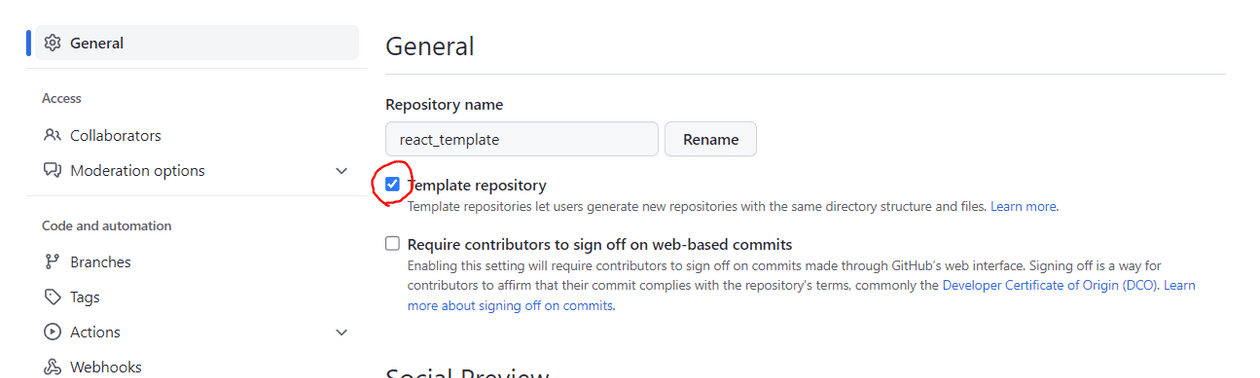 General
Access
Collaborators
Moderation options
Code and automation
Branches
Tags
Actions
Webhooks
General
Repository name
react_template
Rename
Template repository
Template repositories let users generate new repositories with the same directory structure and files. Learn more.
Require contributors to sign off on web-based commits
Enabling this setting will require contributors to sign off on commits made through GitHub's web interface. Signing off is a way for
contributors to affirm that their commit complies with the repository's terms, commonly the Developer Certificate of Origin (DCO). Learn
more about signing off on commits.
Social Preview